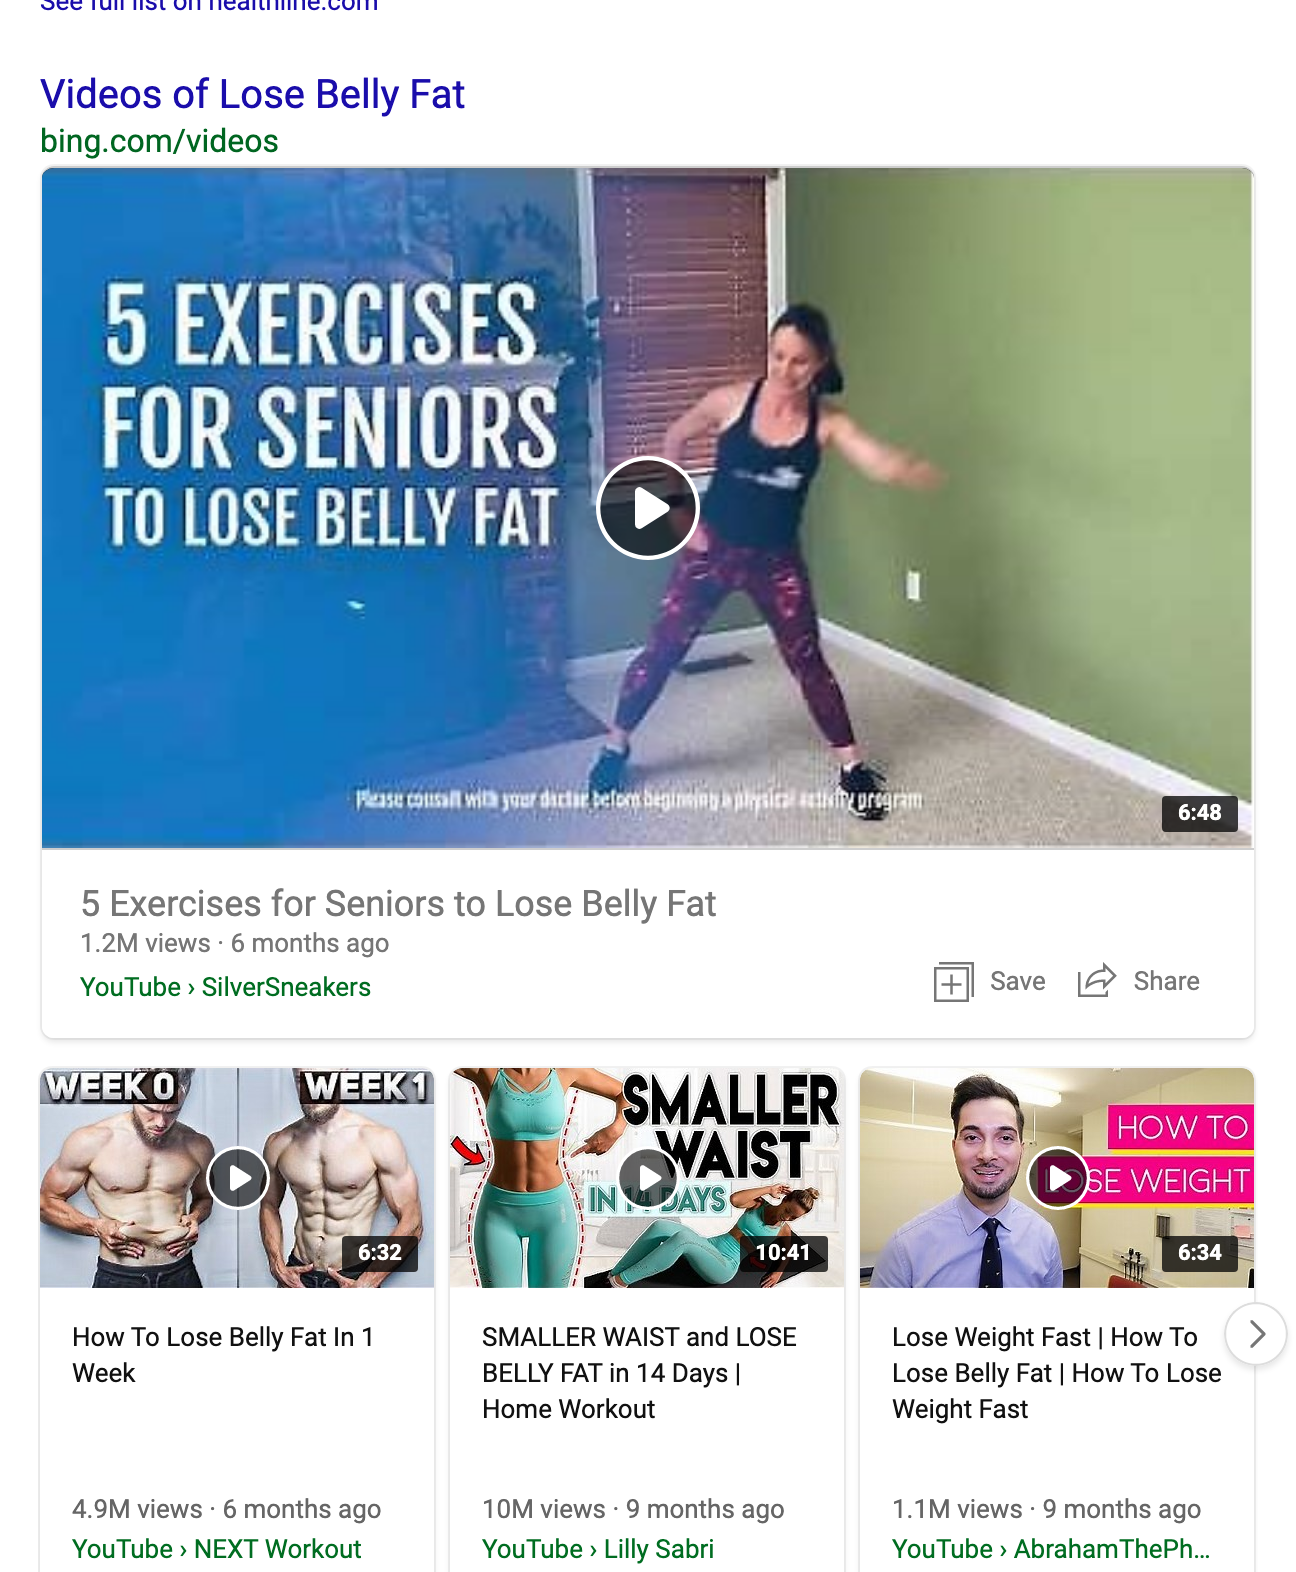 See full list on healthline.com
Videos of Lose Belly Fat
bing.com/videos
5 EXERCISES
FOR SENIORS
TO LOSE BELLY FAT
Please consult with your doctor before beginning a physical activity program
6:48
5 Exercises for Seniors to Lose Belly Fat
1.2M views · 6 months ago
YouTube › SilverSneakers
Save
Share
WEEK 0
WEEK 1
6:32
How To Lose Belly Fat In 1
Week
4.9M views · 6 months ago
YouTube › NEXT Workout
SMALLER
WAIST
IN 14 DAYS
10:41
SMALLER WAIST and LOSE
BELLY FAT in 14 Days |
Home Workout
10M views · 9 months ago
YouTube › Lilly Sabri
HOW TO
LOSE WEIGHT
6:34
Lose Weight Fast | How To
Lose Belly Fat | How To Lose
Weight Fast
1.1M views · 9 months ago
YouTube › AbrahamThePh...